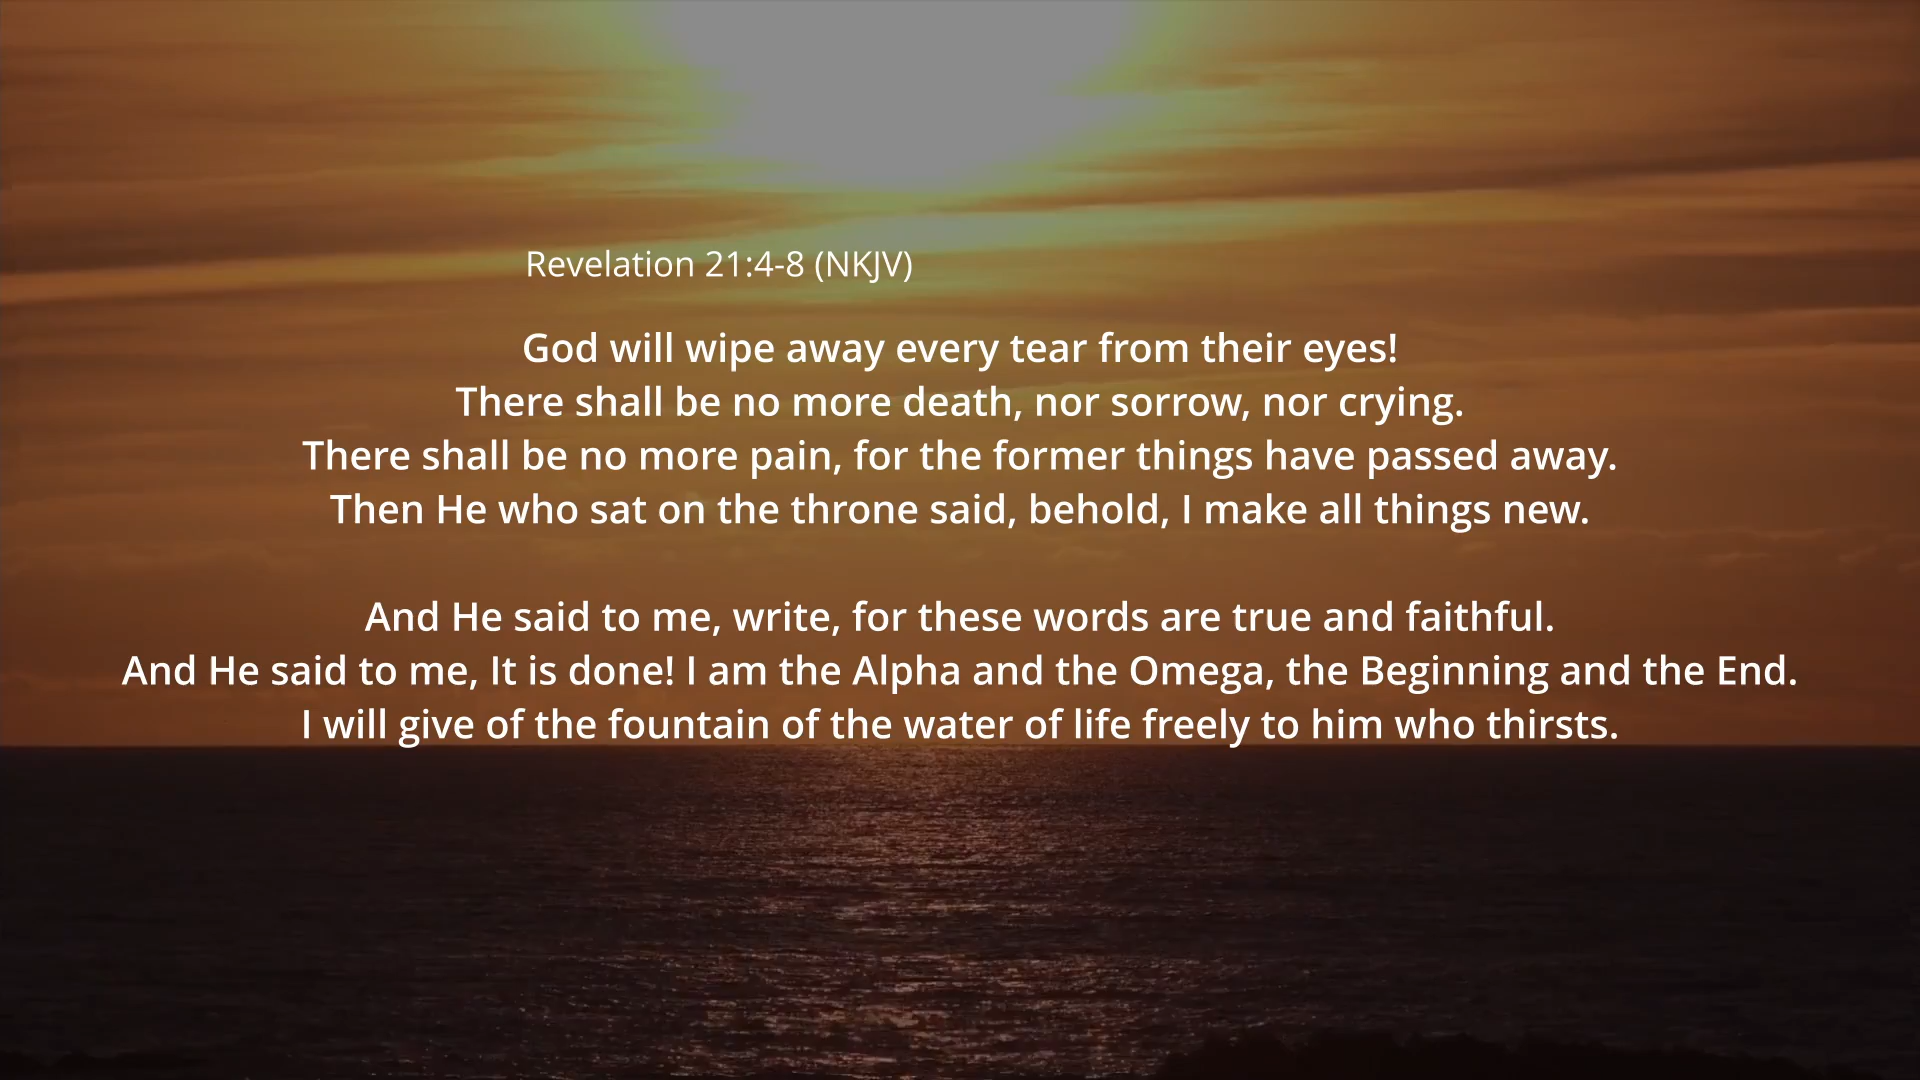 Revelation 21:4-8 (NKJV)
God will wipe away every tear from their eyes!
There shall be no more death, nor sorrow, nor crying.
There shall be no more pain, for the former things have passed away.
Then He who sat on the throne said, behold, I make all things new.
And He said to me, write, for these words are true and faithful.
And He said to me, It is done! I am the Alpha and the Omega, the Beginning and the End.
I will give of the fountain of the water of life freely to him who thirsts.